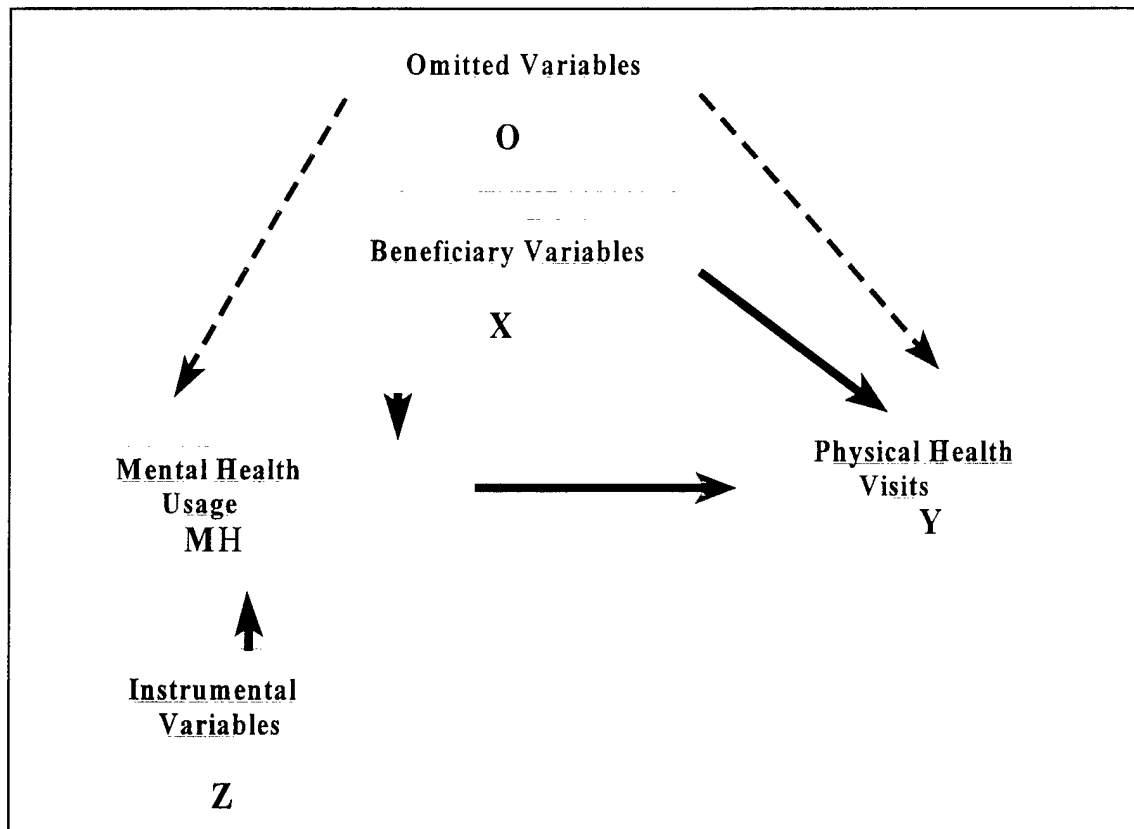 Omitted Variables
O
Beneficiary Variables
X
Mental Health
Usage
MH
Physical Health
Visits
Y
Instrumental
Variables
Z